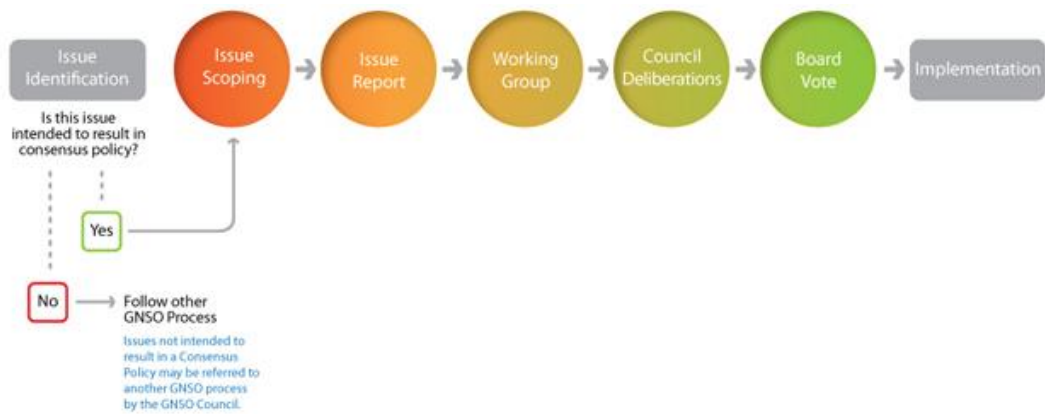 Issue
Identification
Issue
Scoping
Issue
Report
Working
Group
Council
Deliberations
Board
Vote
Implementation
Is this issue
intended to result in
consensus policy?
Yes
No
Follow other
GNSO Process
Issues not intended to
result in a Consensus
Policy may be referred to
another GNSO process
by the GNSO Council.